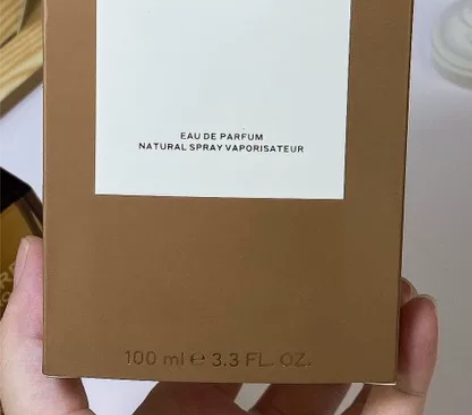 EAU DE PARFUM
NATURAL SPRAY VAPORISATEUR
100 ml e 3.3 FL. OZ.